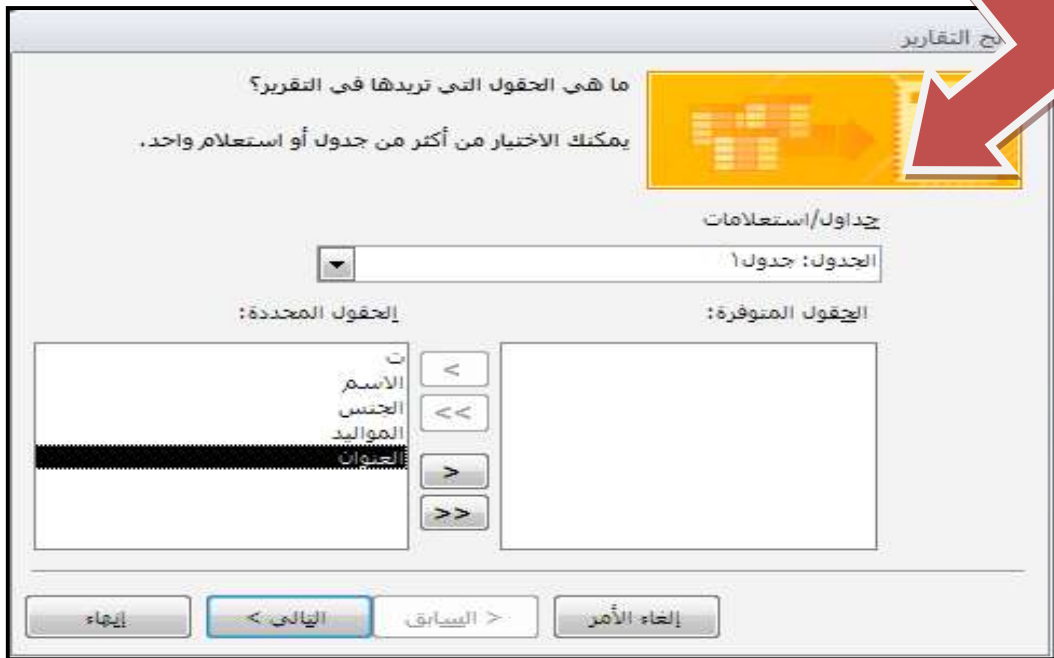 لج التقارير
ما هي الحقول التي تريدها في التقرير؟
يمكنك الاختيار من أكثر من جدول أو استعلام واحد.
جداول/استعلامات
الجدول: جدول١
الحقول المتوفرة:
الحقول المحددة:
ت
الاسم
الجنس
المواليد
العنوان
<
<<
>
>>
إلغاء الأمر
< السابق
التالي >
إنهاء